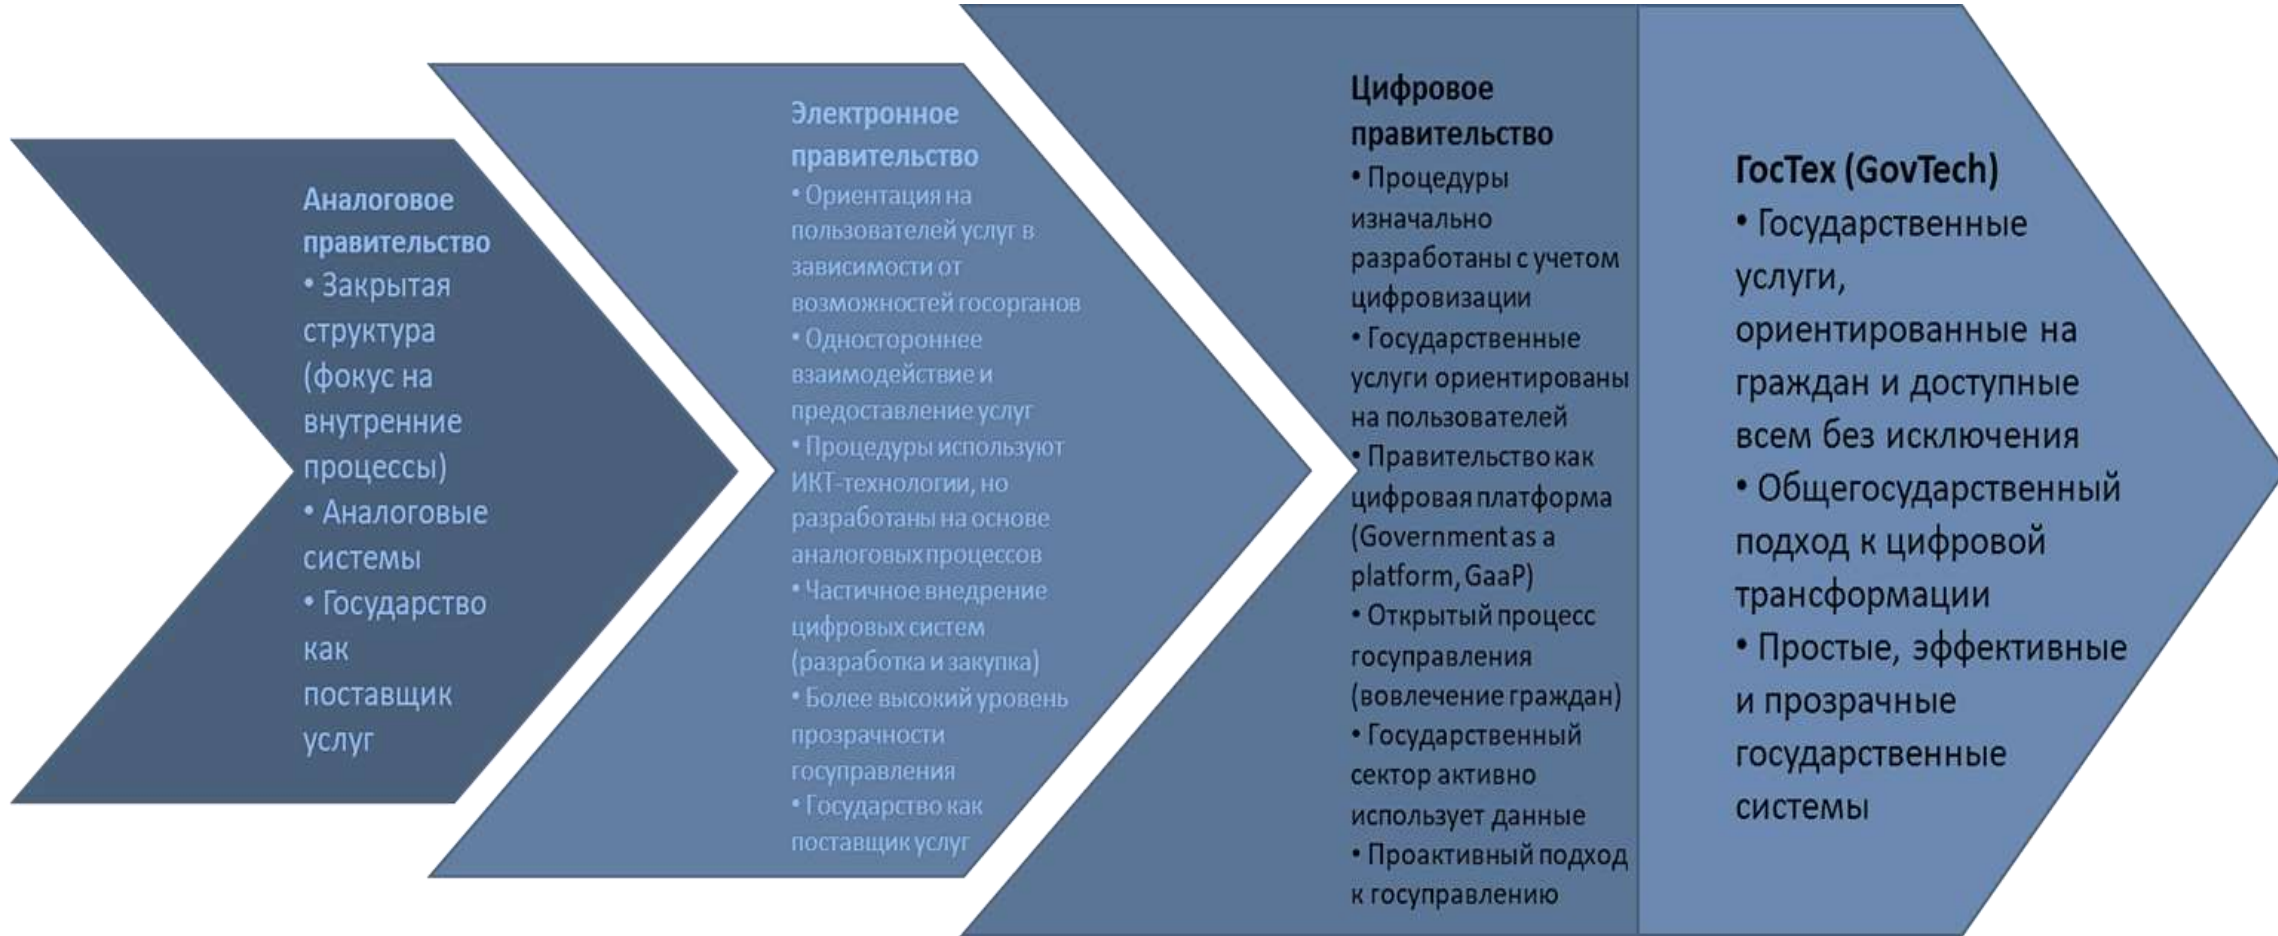 Аналоговое
правительство
• Закрытая
структура
(фокус на
внутренние
процессы)
• Аналоговые
системы
• Государство
как
поставщик
услуг
Электронное
правительство
• Ориентация на
пользователей услуг в
зависимости от
возможностей госорганов
• Одностороннее
взаимодействие и
предоставление услуг
• Процедуры используют
ИКТ-технологии, но
разработаны на основе
аналоговых процессов
• Частичное внедрение
цифровых систем
(разработка и закупка)
• Более высокий уровень
прозрачности
госуправления
• Государство как
поставщик услуг
Цифровое
правительство
• Процедуры
изначально
разработаны с учетом
цифровизации
• Государственные
услуги ориентированы
на пользователей
• Правительство как
цифровая платформа
(Government as a
platform, GaaP)
• Открытый процесс
госуправления
(вовлечение граждан)
• Государственный
сектор активно
использует данные
• Проактивный подход
к госуправлению
ГосТех (GovTech)
• Государственные
услуги,
ориентированные на
граждан и доступные
всем без исключения
• Общегосударственный
подход к цифровой
трансформации
• Простые, эффективные
и прозрачные
государственные
системы